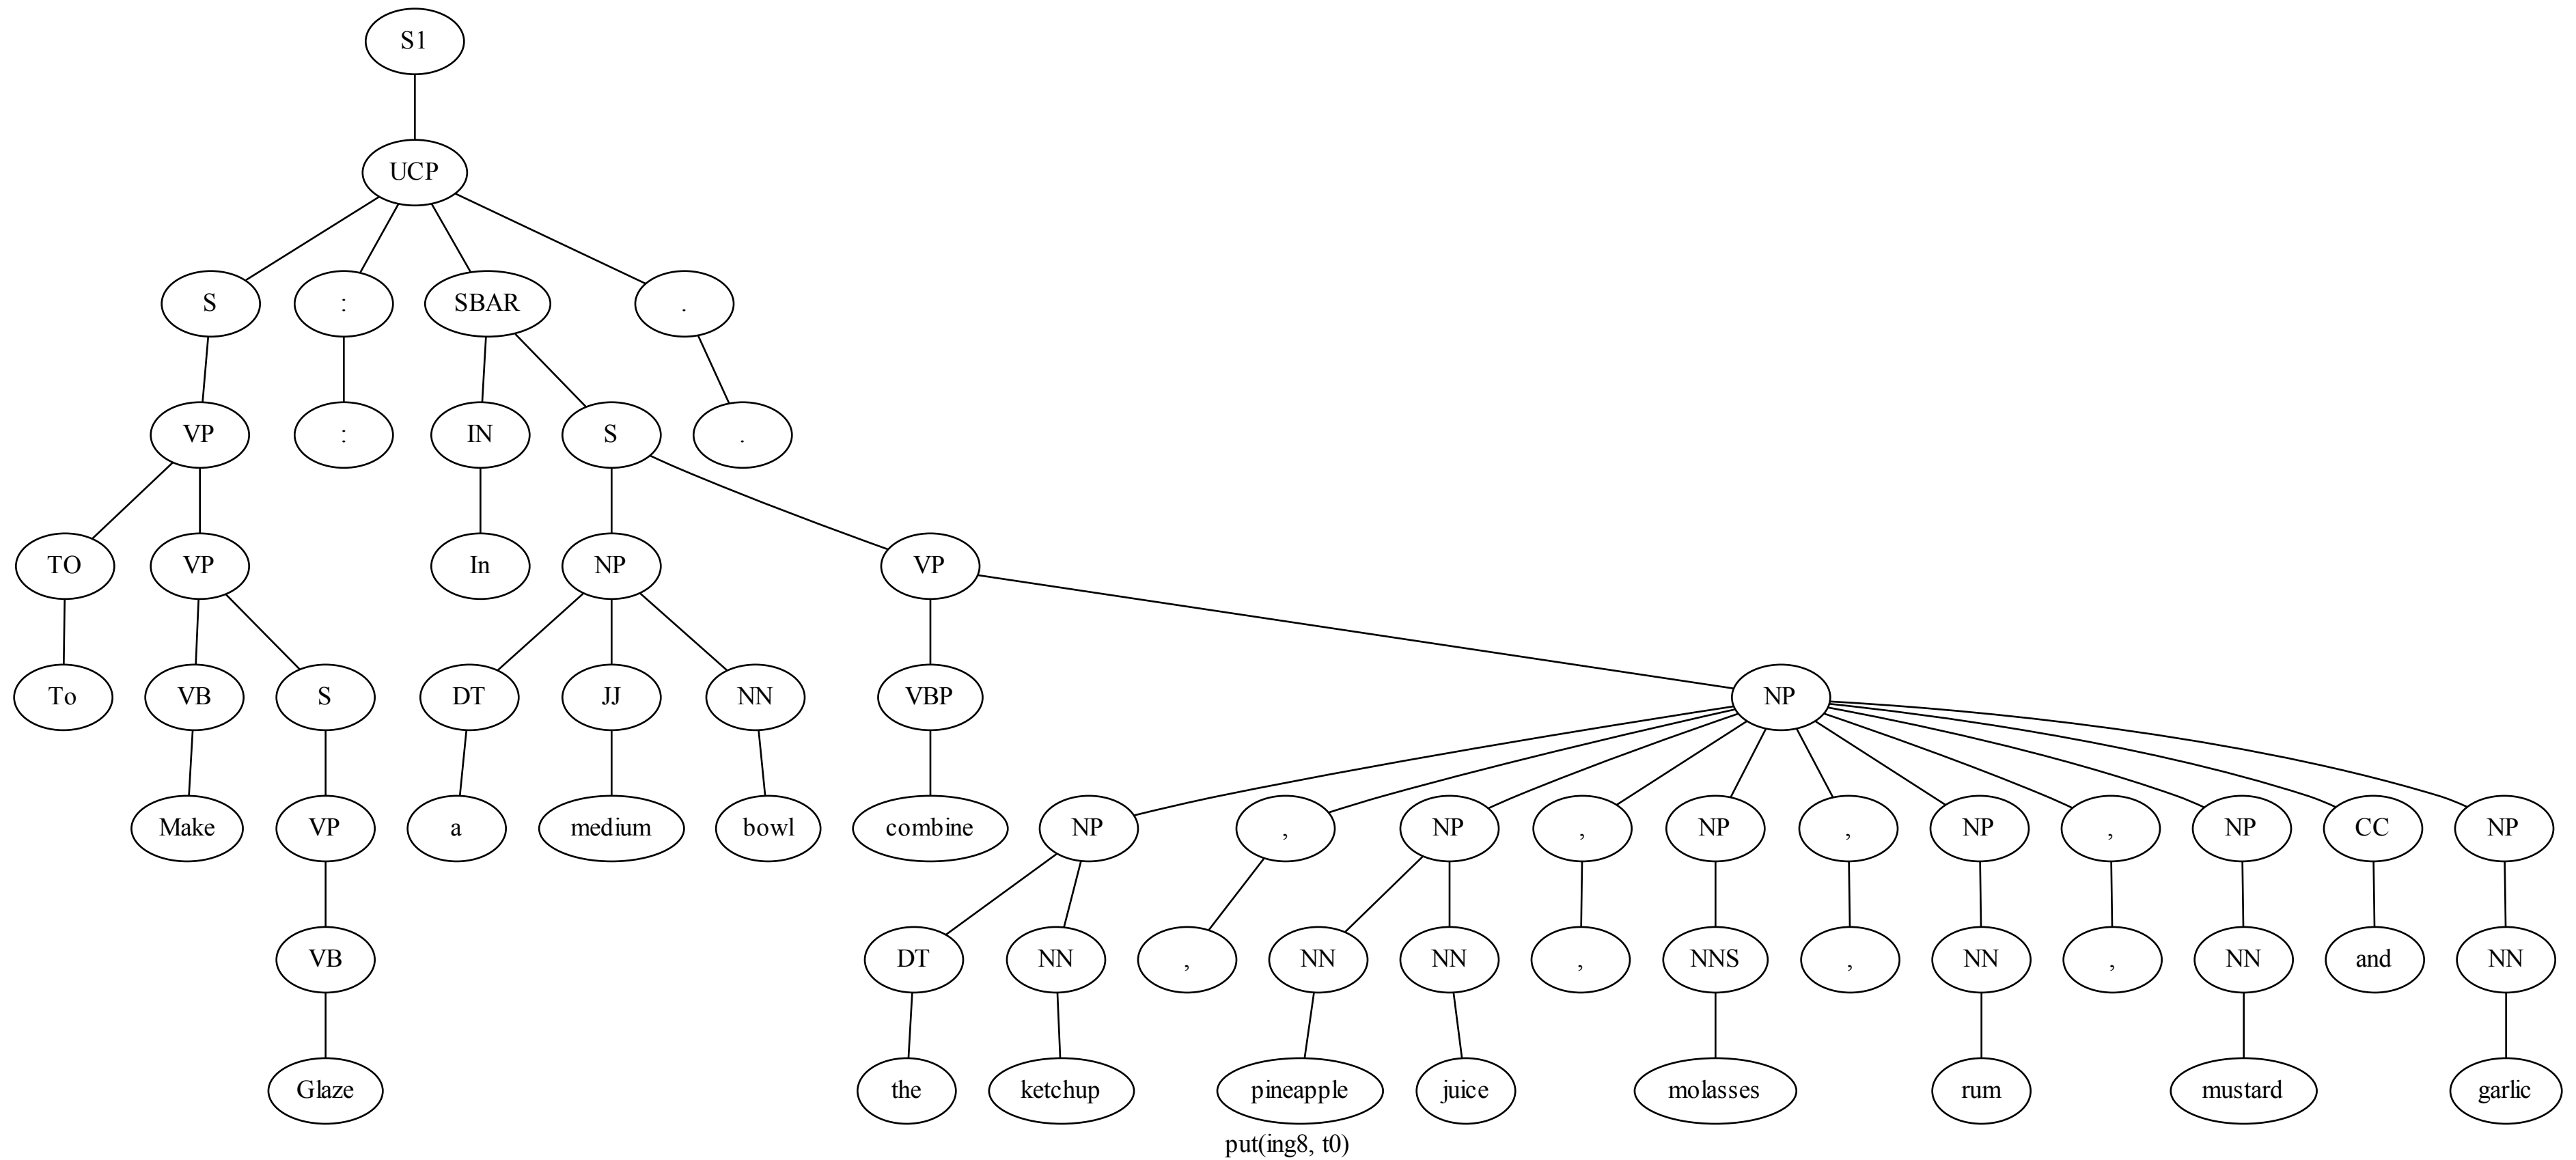 S1
UCP
S : SBAR .
VP : IN S .
TO VP In NP VP
To VB S DT JJ NN VBP NP
Make VP a medium bowl combine NP , NP , NP , NP , NP CC NP
VB DT NN , NN NN , NNS , NN , NN and NN
Glaze the ketchup pineapple juice molasses rum mustard garlic
put(ing8, t0)